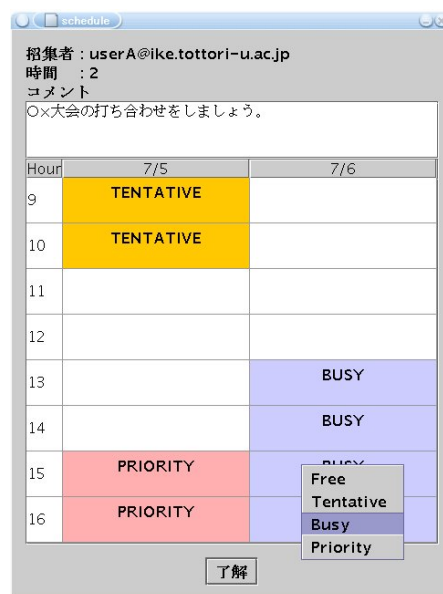 schedule
招集者 : userA@ike.tottori-u.ac.jp
時間 : 2
コメント
○×大会の打ち合わせをしましょう。
Hour 7/5 7/6
9 TENTATIVE
10 TENTATIVE
11
12
13 BUSY
14 BUSY
15 PRIORITY BUSY
16 PRIORITY
Free
Tentative
Busy
Priority
了解